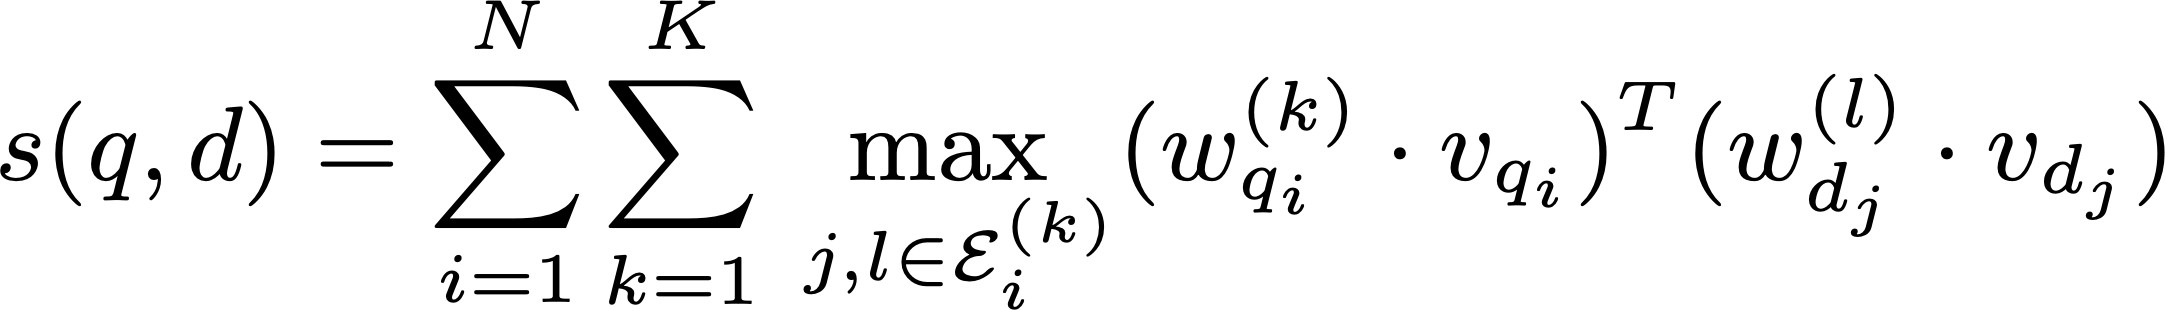 s(q, d) = \sum_{i=1}^{N} \sum_{k=1}^{K} \max_{j,l \in \mathcal{E}_i^{(k)}} (w_{q_i}^{(k)} \cdot v_{q_i})^T (w_{d_j}^{(l)} \cdot v_{d_j})